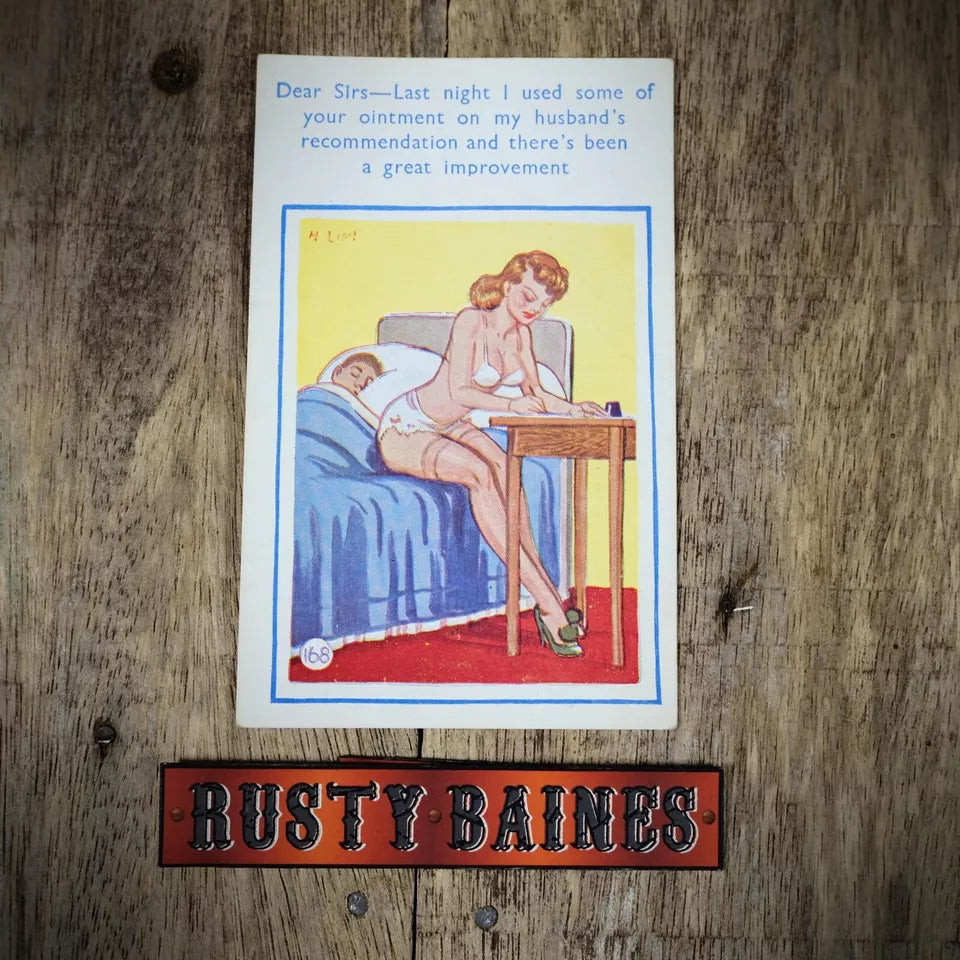 Dear Sirs—Last night I used some of
your ointment on my husband's
recommendation and there's been
a great improvement
168
RUSTY BAINES